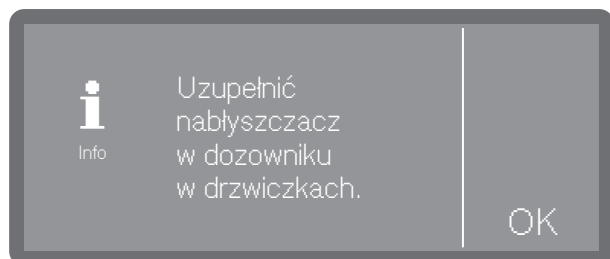 Uzupełnić
nabłyszczacz
Info
w dozowniku
w drzwiczkach.
OK